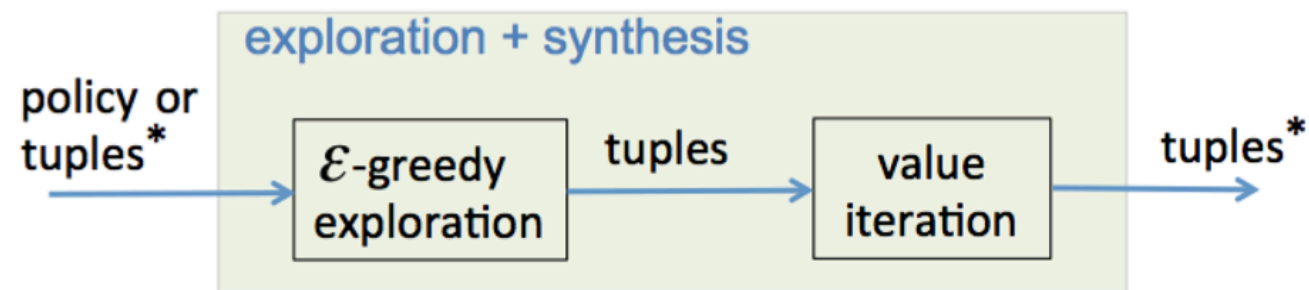 exploration + synthesis
policy or
tuples*
ε-greedy
exploration
tuples
value
iteration
tuples*